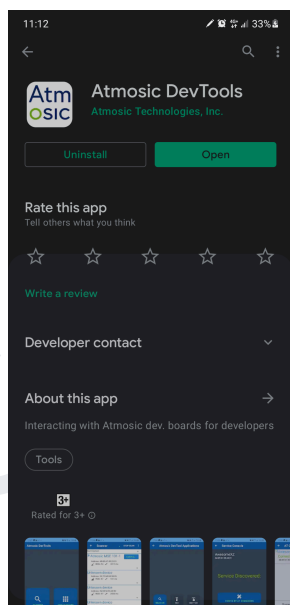 11:12
33%
Atm
osic
Atmosic DevTools
Atmosic Technologies, Inc.
Uninstall
Open
Rate this app
Tell others what you think
Write a review
Developer contact
About this app
Interacting with Atmosic dev. boards for developers
Tools
3+
Rated for 3+